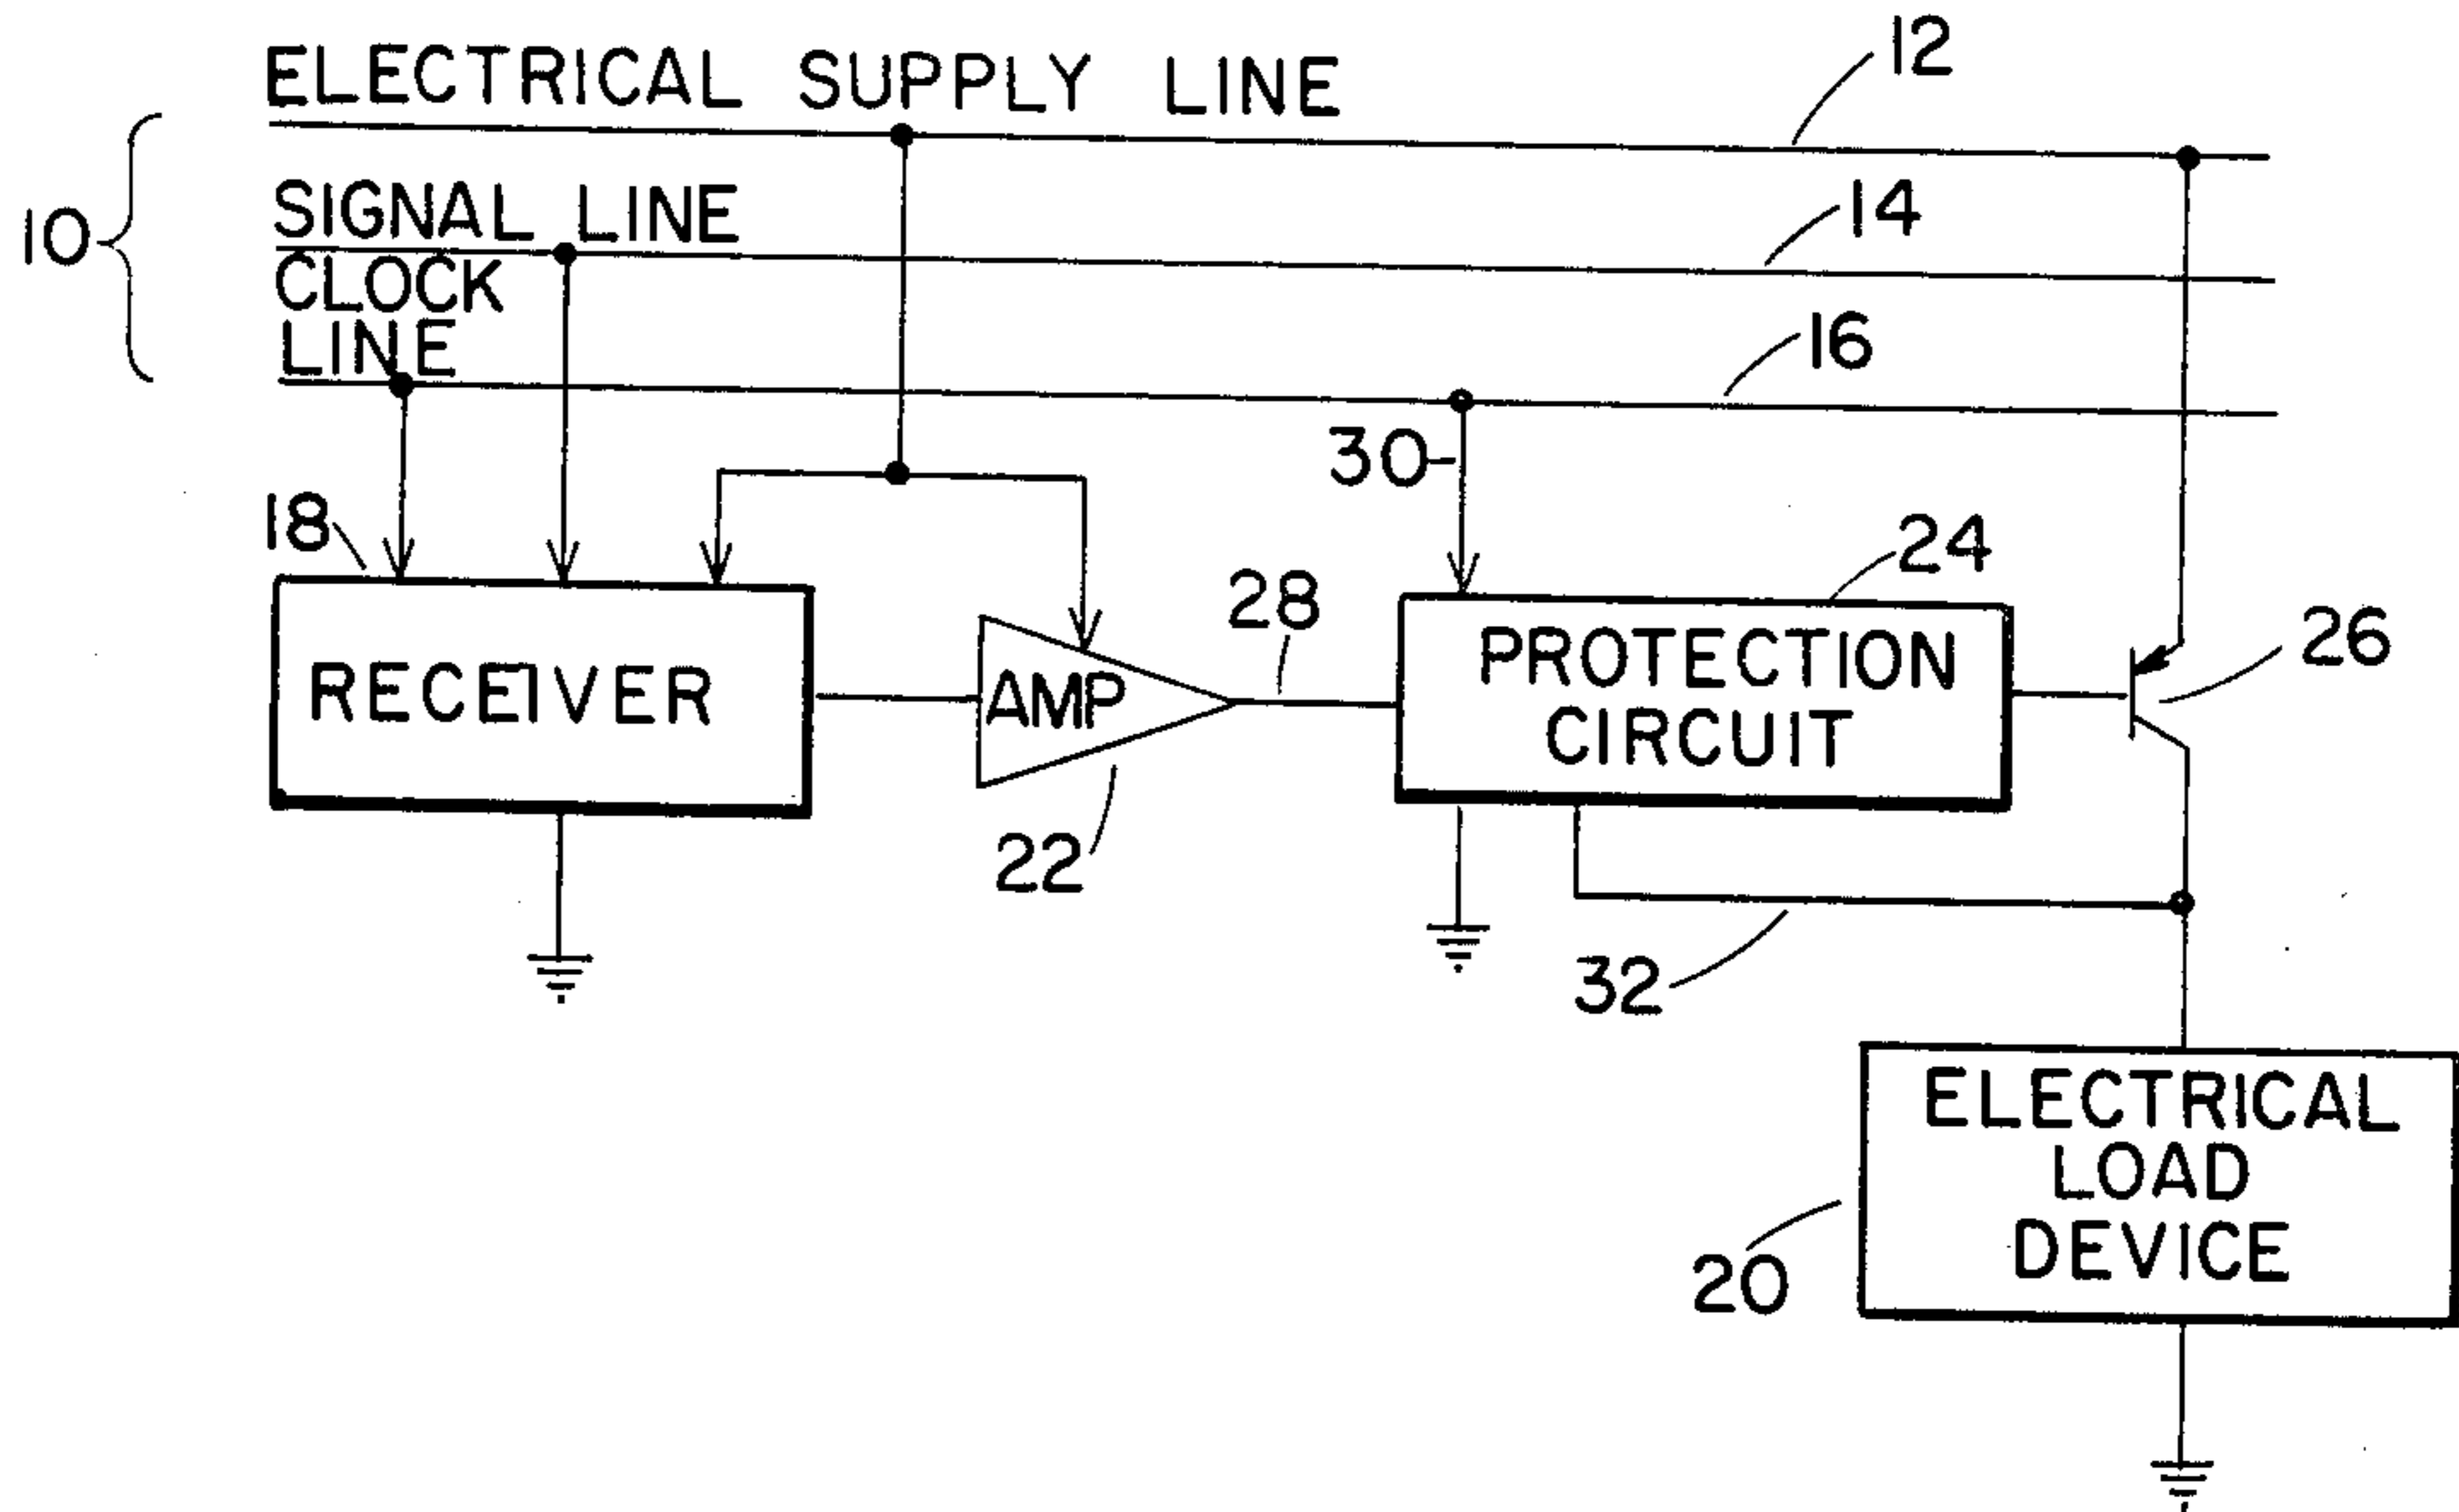 ELECTRICAL SUPPLY LINE
12
10
SIGNAL LINE
14
CLOCK
LINE
16
30
18
24
28
26
RECEIVER
AMP
PROTECTION
CIRCUIT
22
32
ELECTRICAL
LOAD
DEVICE
20